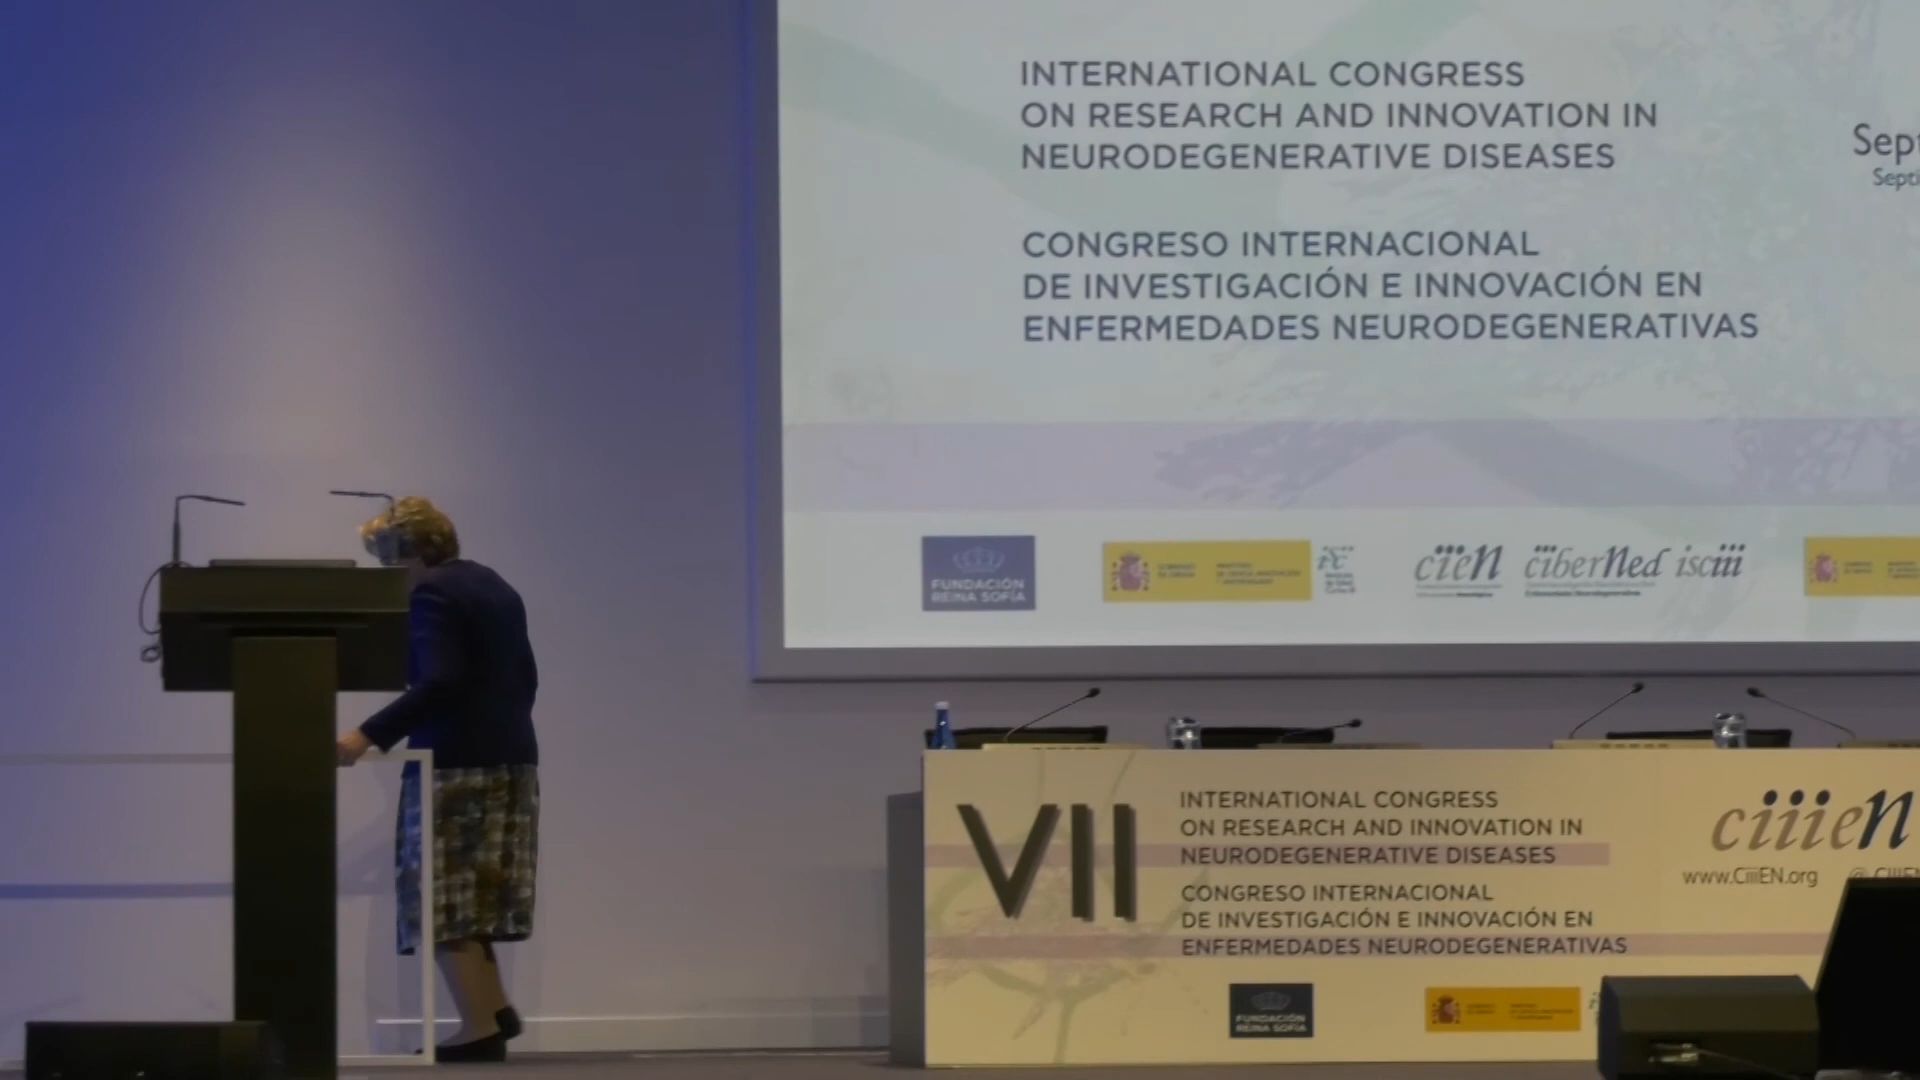 INTERNATIONAL CONGRESS
ON RESEARCH AND INNOVATION IN
NEURODEGENERATIVE DISEASES
CONGRESO INTERNACIONAL
DE INVESTIGACIÓN E INNOVACIÓN EN
ENFERMEDADES NEURODEGENERATIVAS
FUNDACIÓN
REINA SOFÍA
ciien
ciberned
isciii
VII
INTERNATIONAL CONGRESS
ON RESEARCH AND INNOVATION IN
NEURODEGENERATIVE DISEASES
CONGRESO INTERNACIONAL
DE INVESTIGACIÓN E INNOVACIÓN EN
ENFERMEDADES NEURODEGENERATIVAS
ciiien
www.CiiiEN.org
FUNDACIÓN
REINA SOFÍA